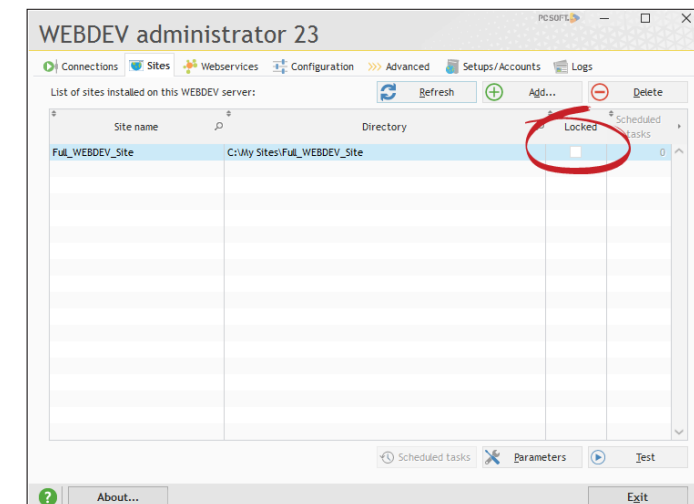 PC SOFT
WEBDEV administrator 23
Connections Sites Webservices Configuration Advanced Setups/Accounts Logs
List of sites installed on this WEBDEV server: Refresh Add... Delete
Site name Directory Locked Scheduled tasks
Full_WEBDEV_Site C:\My Sites\Full_WEBDEV_Site 0
Scheduled tasks Parameters Test
? About... Exit